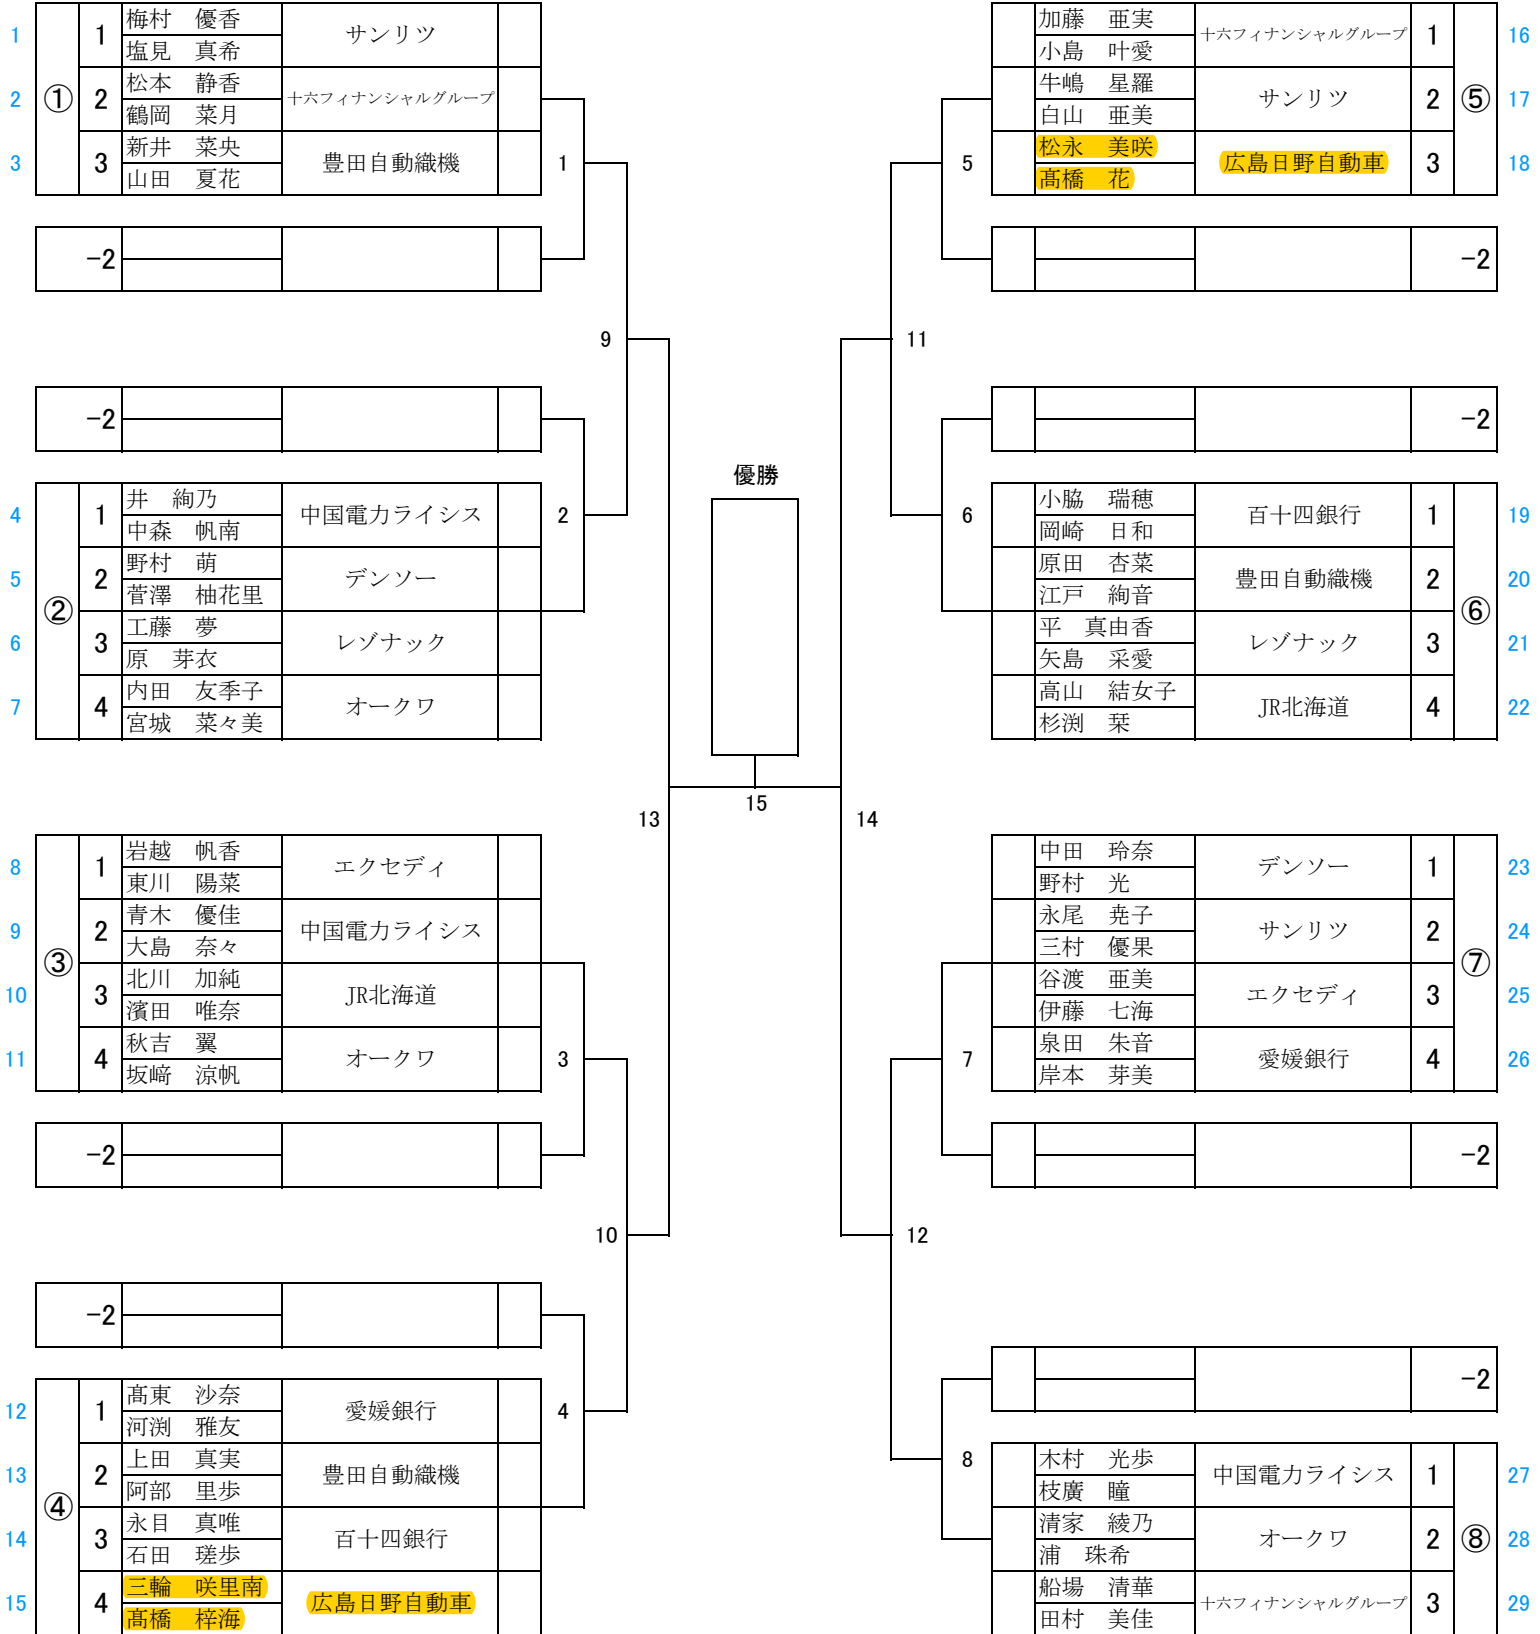 1 ① 1 梅村 優香 サンリツ
塩見 真希
2 2 松本 静香 十六フィナンシャルグループ
鶴岡 菜月
3 3 新井 菜央 豊田自動織機 1
山田 夏花
-2
9
-2
4 ② 1 井 絢乃 中国電力ライシス 2
中森 帆南
5 2 野村 萌 デンソー
菅澤 柚花里
6 3 工藤 夢 レゾナック
原 芽衣
7 4 内田 友季子 オークワ
宮城 菜々美
13
8 ③ 1 岩越 帆香 エクセディ
東川 陽菜
9 2 青木 優佳 中国電力ライシス
大島 奈々
10 3 北川 加純 JR北海道
濱田 唯奈
11 4 秋吉 翼 オークワ 3
坂﨑 涼帆
-2
10
-2
12 ④ 1 髙東 沙奈 愛媛銀行 4
河渕 雅友
13 2 上田 真実 豊田自動織機
阿部 里歩
14 3 永目 真唯 百十四銀行
石田 瑳歩
15 4 三輪 咲里南 広島日野自動車
髙橋 梓海
優勝
15
加藤 亜実 十六フィナンシャルグループ 1 ⑤ 16
小島 叶愛
牛嶋 星羅 サンリツ 2 17
白山 亜美
5 松永 美咲 広島日野自動車 3 18
髙橋 花
-2
11
-2
6 小脇 瑞穂 百十四銀行 1 ⑥ 19
岡崎 日和
原田 杏菜 豊田自動織機 2 20
江戸 絢音
平 真由香 レゾナック 3 21
矢島 采愛
高山 結女子 JR北海道 4 22
杉渕 栞
14
中田 玲奈 デンソー 1 ⑦ 23
野村 光
永尾 尭子 サンリツ 2 24
三村 優果
谷渡 亜美 エクセディ 3 25
伊藤 七海
7 泉田 朱音 愛媛銀行 4 26
岸本 芽美
-2
12
-2
8 木村 光歩 中国電力ライシス 1 ⑧ 27
枝廣 瞳
清家 綾乃 オークワ 2 28
浦 珠希
船場 清華 十六フィナンシャルグループ 3 29
田村 美佳